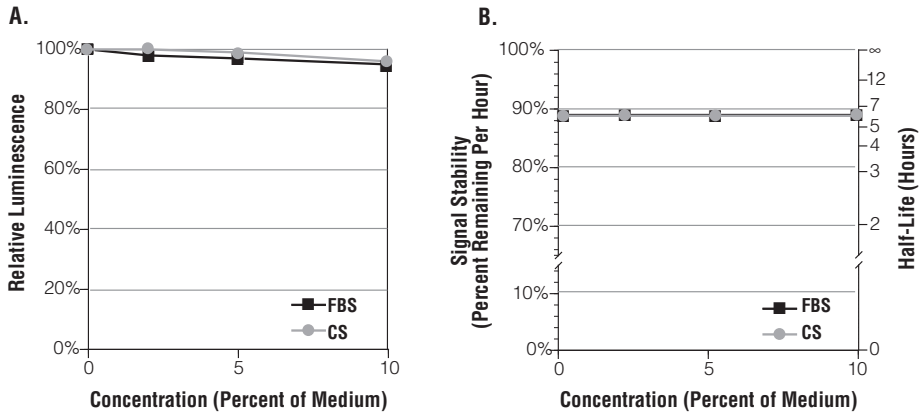 A.
100%
80%
60%
40%
20%
0%
Relative Luminescence
0
5
10
Concentration (Percent of Medium)
FBS
CS
B.
100%
90%
80%
70%
10%
0%
Signal Stability
(Percent Remaining Per Hour)
∞
12
7
5
4
3
2
0
Half-Life (Hours)
0
5
10
Concentration (Percent of Medium)
FBS
CS